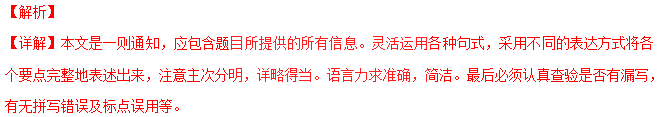 【解析】
【详解】本文是一则通知，应包含题目所提供的所有信息。灵活运用各种句式，采用不同的表达方式将各
个要点完整地表述出来，注意主次分明，详略得当。语言力求准确，简洁。最后必须认真查验是否有漏写，
有无拼写错误及标点误用等。